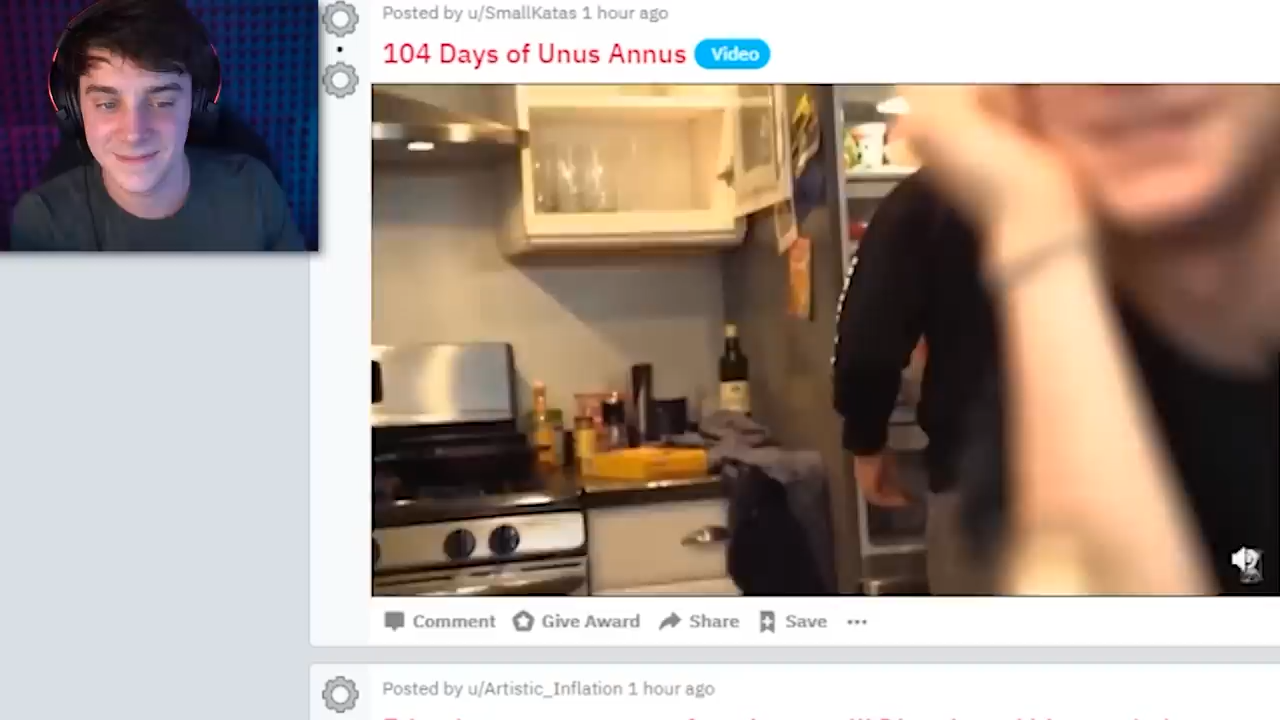 Posted by u/SmallKatas 1 hour ago
104 Days of Unus Annus Video
Comment Give Award Share Save
Posted by u/Artistic_Inflation 1 hour ago